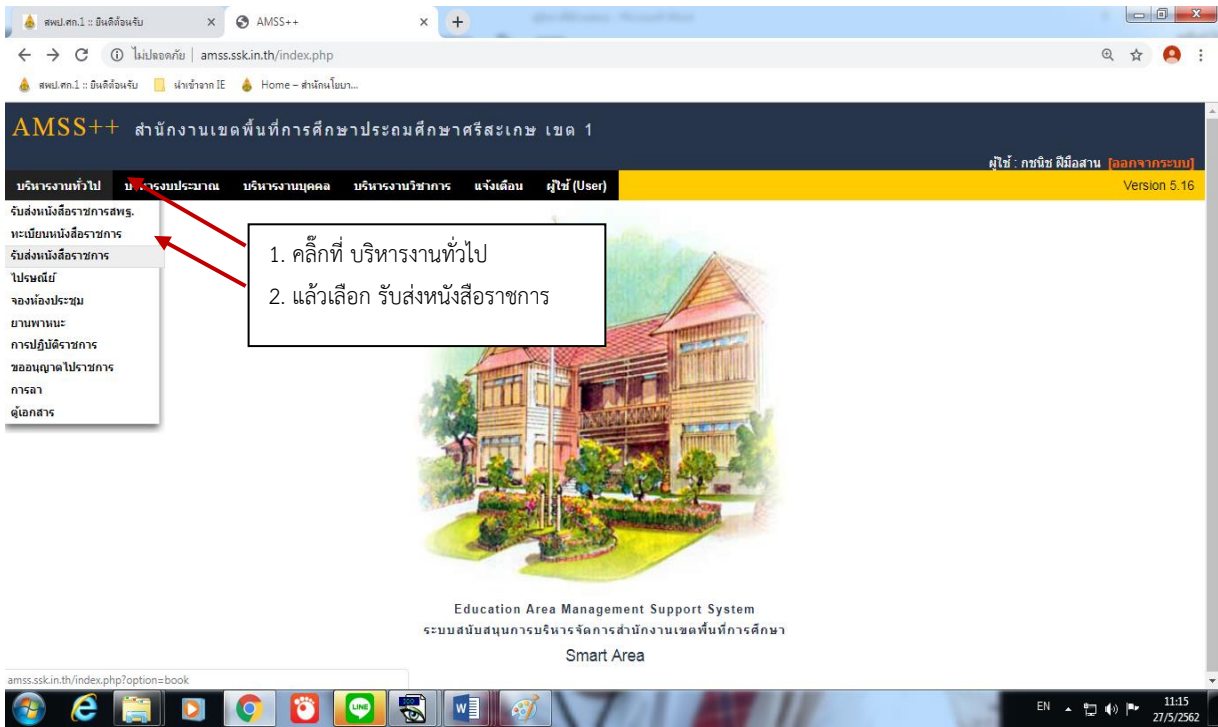 สพป.ศก.1 :: ยินดีต้อนรับ
AMSS++
ไม่ปลอดภัย | amss.ssk.in.th/index.php
สพป.ศก.1 :: ยินดีต้อนรับ นำเข้าจาก IE Home – สำนักนโยบา...
AMSS++ สำนักงานเขตพื้นที่การศึกษาประถมศึกษาศรีสะเกษ เขต 1
ผู้ใช้ : กชนิช ฝีมือสาน [ออกจากระบบ]
บริหารงานทั่วไป บริหารงบประมาณ บริหารงานบุคคล บริหารงานวิชาการ แจ้งเตือน ผู้ใช้ (User) Version 5.16
รับส่งหนังสือราชการสพฐ.
ทะเบียนหนังสือราชการ
รับส่งหนังสือราชการ
ไปรษณีย์
จองห้องประชุม
ยานพาหนะ
การปฏิบัติราชการ
ขออนุญาตไปราชการ
การลา
ตู้เอกสาร
1. คลิ๊กที่ บริหารงานทั่วไป
2. แล้วเลือก รับส่งหนังสือราชการ
Education Area Management Support System
ระบบสนับสนุนการบริหารจัดการสำนักงานเขตพื้นที่การศึกษา
Smart Area
amss.ssk.in.th/index.php?option=book
LINE
EN 11:15
27/5/2562